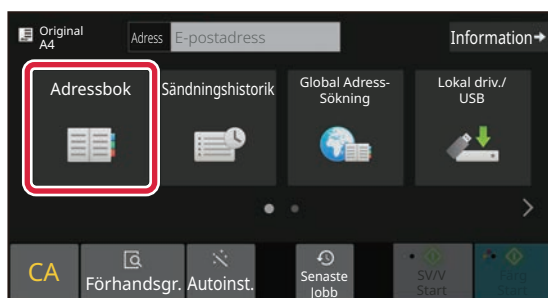 Original
A4
Adress
E-postadress
Information
Adressbok
Sändningshistorik
Global Adress-
Sökning
Lokal driv./
USB
CA
Förhandsgr.
Autoinst.
Senaste
Jobb
SV/V
Start
Färg
Start